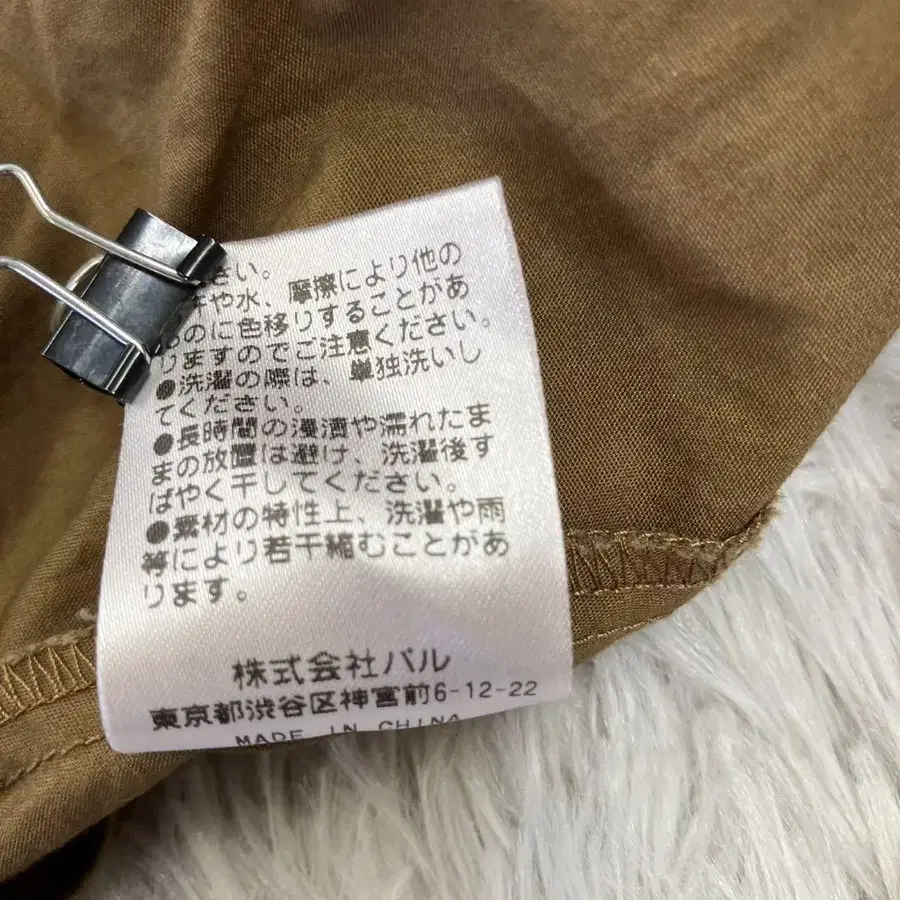 さい。
や水、摩擦により他の
のに色移りすることがあ
りますのでご注意ください。
●洗濯の際は、単独洗いし
てください。
●長時間の浸漬や濡れたま
まの放置は避け、洗濯後す
ばやく干してください。
●素材の特性上、洗濯や雨
等により若干縮むことがあ
ります。
株式会社パル
東京都渋谷区神宮前6-12-22
MADE IN CHINA